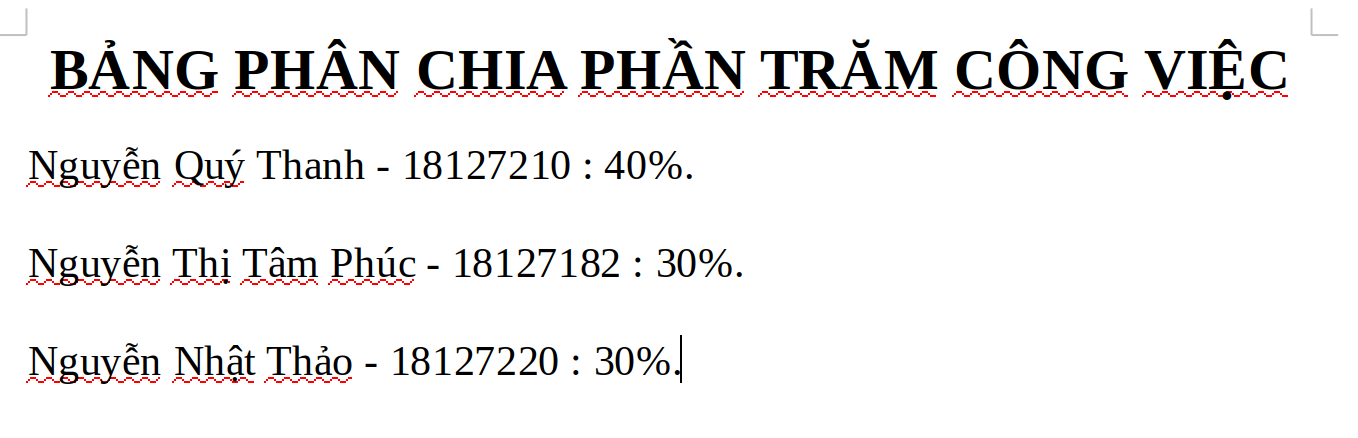 BẢNG PHÂN CHIA PHẦN TRĂM CÔNG VIỆC
Nguyễn Quý Thanh - 18127210 : 40%.
Nguyễn Thị Tâm Phúc - 18127182 : 30%.
Nguyễn Nhật Thảo - 18127220 : 30%.